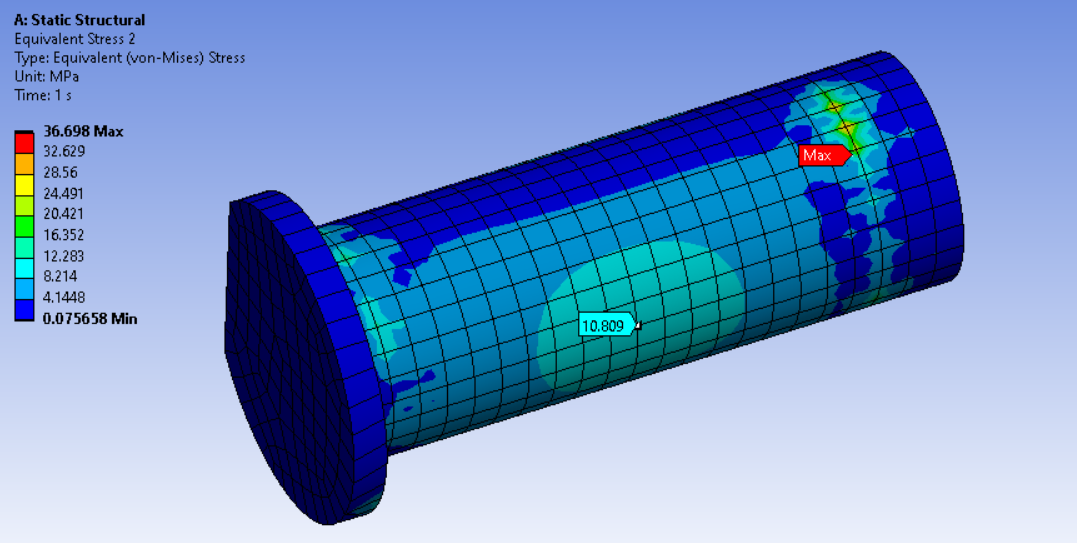 A: Static Structural
Equivalent Stress 2
Type: Equivalent (von-Mises) Stress
Unit: MPa
Time: 1 s
36.698 Max
32.629
28.56
24.491
20.421
16.352
12.283
8.214
4.1448
0.075658 Min
Max
10.809